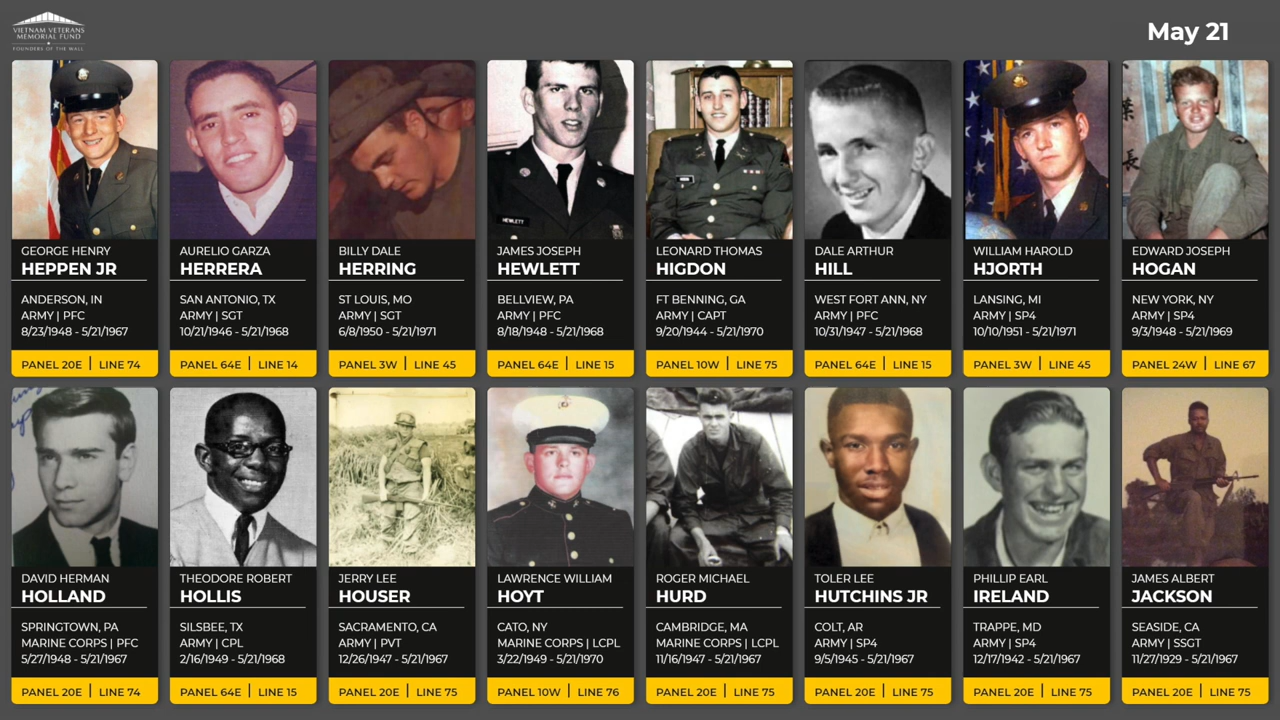 VIETNAM VETERANS
MEMORIAL FUND
FOUNDERS OF THE WALL
May 21
GEORGE HENRY
HEPPEN JR
ANDERSON, IN
ARMY | PFC
8/23/1948 - 5/21/1967
PANEL 20E | LINE 74
AURELIO GARZA
HERRERA
SAN ANTONIO, TX
ARMY | SGT
10/21/1946 - 5/21/1968
PANEL 64E | LINE 14
BILLY DALE
HERRING
ST LOUIS, MO
ARMY | SGT
6/8/1950 - 5/21/1971
PANEL 3W | LINE 45
HEWLETT
JAMES JOSEPH
HEWLETT
BELLVIEW, PA
ARMY | PFC
8/18/1948 - 5/21/1968
PANEL 64E | LINE 15
LEONARD THOMAS
HIGDON
FT BENNING, GA
ARMY | CAPT
9/20/1944 - 5/21/1970
PANEL 10W | LINE 75
DALE ARTHUR
HILL
WEST FORT ANN, NY
ARMY | PFC
10/31/1947 - 5/21/1968
PANEL 64E | LINE 15
WILLIAM HAROLD
HJORTH
LANSING, MI
ARMY | SP4
10/10/1951 - 5/21/1971
PANEL 3W | LINE 45
EDWARD JOSEPH
HOGAN
NEW YORK, NY
ARMY | SP4
9/3/1948 - 5/21/1969
PANEL 24W | LINE 67
DAVID HERMAN
HOLLAND
SPRINGTOWN, PA
MARINE CORPS | PFC
5/27/1948 - 5/21/1967
PANEL 20E | LINE 74
THEODORE ROBERT
HOLLIS
SILSBEE, TX
ARMY | CPL
2/16/1949 - 5/21/1968
PANEL 64E | LINE 15
JERRY LEE
HOUSER
SACRAMENTO, CA
ARMY | PVT
12/26/1947 - 5/21/1967
PANEL 20E | LINE 75
LAWRENCE WILLIAM
HOYT
CATO, NY
MARINE CORPS | LCPL
3/22/1949 - 5/21/1970
PANEL 10W | LINE 76
ROGER MICHAEL
HURD
CAMBRIDGE, MA
MARINE CORPS | LCPL
11/16/1947 - 5/21/1967
PANEL 20E | LINE 75
TOLER LEE
HUTCHINS JR
COLT, AR
ARMY | SP4
9/5/1945 - 5/21/1967
PANEL 20E | LINE 75
PHILLIP EARL
IRELAND
TRAPPE, MD
ARMY | SP4
12/17/1942 - 5/21/1967
PANEL 20E | LINE 75
JAMES ALBERT
JACKSON
SEASIDE, CA
ARMY | SSGT
11/27/1929 - 5/21/1967
PANEL 20E | LINE 75